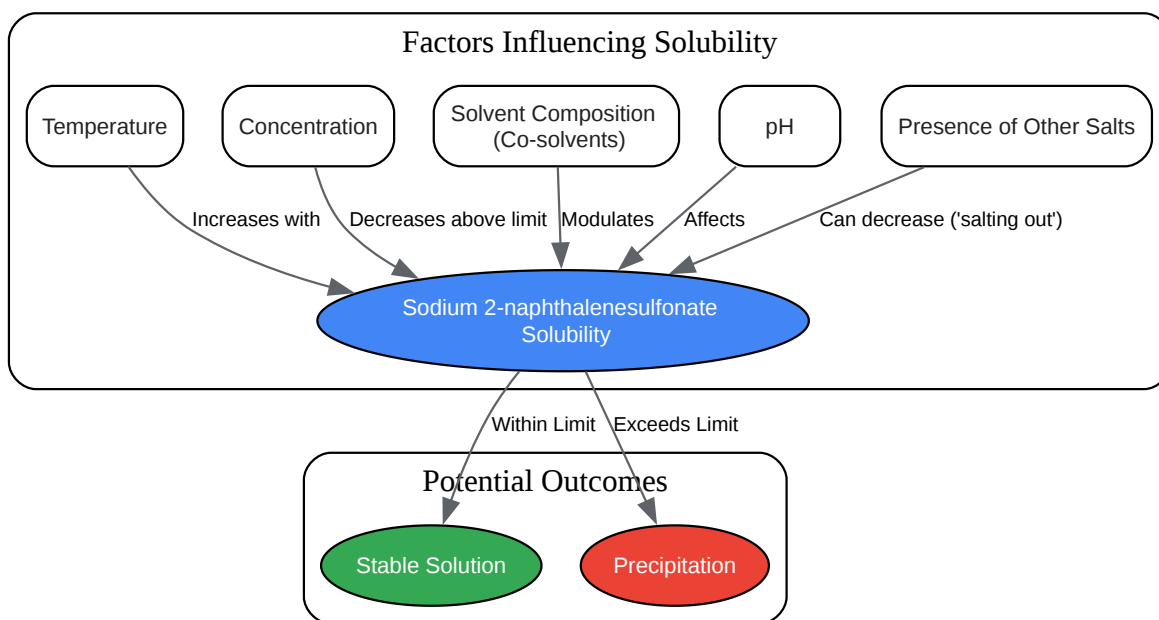 Factors Influencing Solubility
Temperature
Concentration
Solvent Composition
(Co-solvents)
pH
Presence of Other Salts
Increases with
Decreases above limit
Modulates
Affects
Can decrease ('salting out')
Sodium 2-naphthalenesulfonate
Solubility
Within Limit
Exceeds Limit
Potential Outcomes
Stable Solution
Precipitation